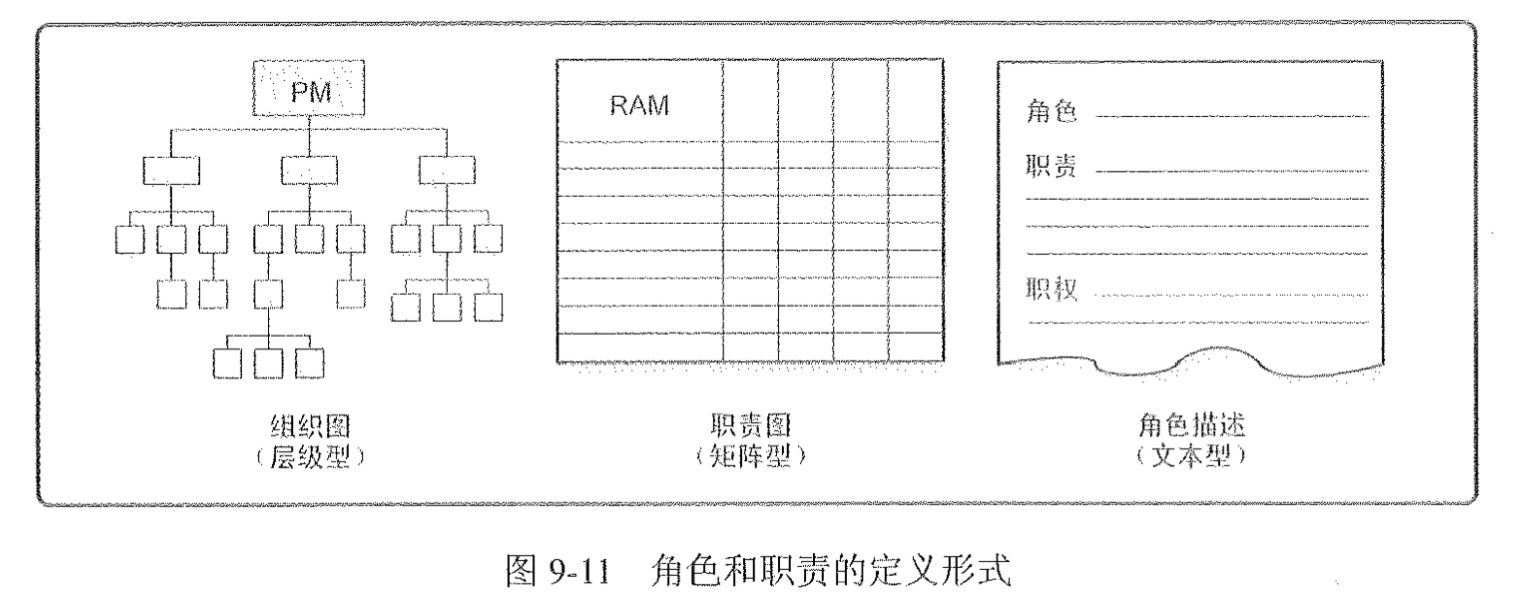 PM
RAM
角色
职责
职权
组织图
（层级型）
职责图
（矩阵型）
角色描述
（文本型）
图 9-11 角色和职责的定义形式